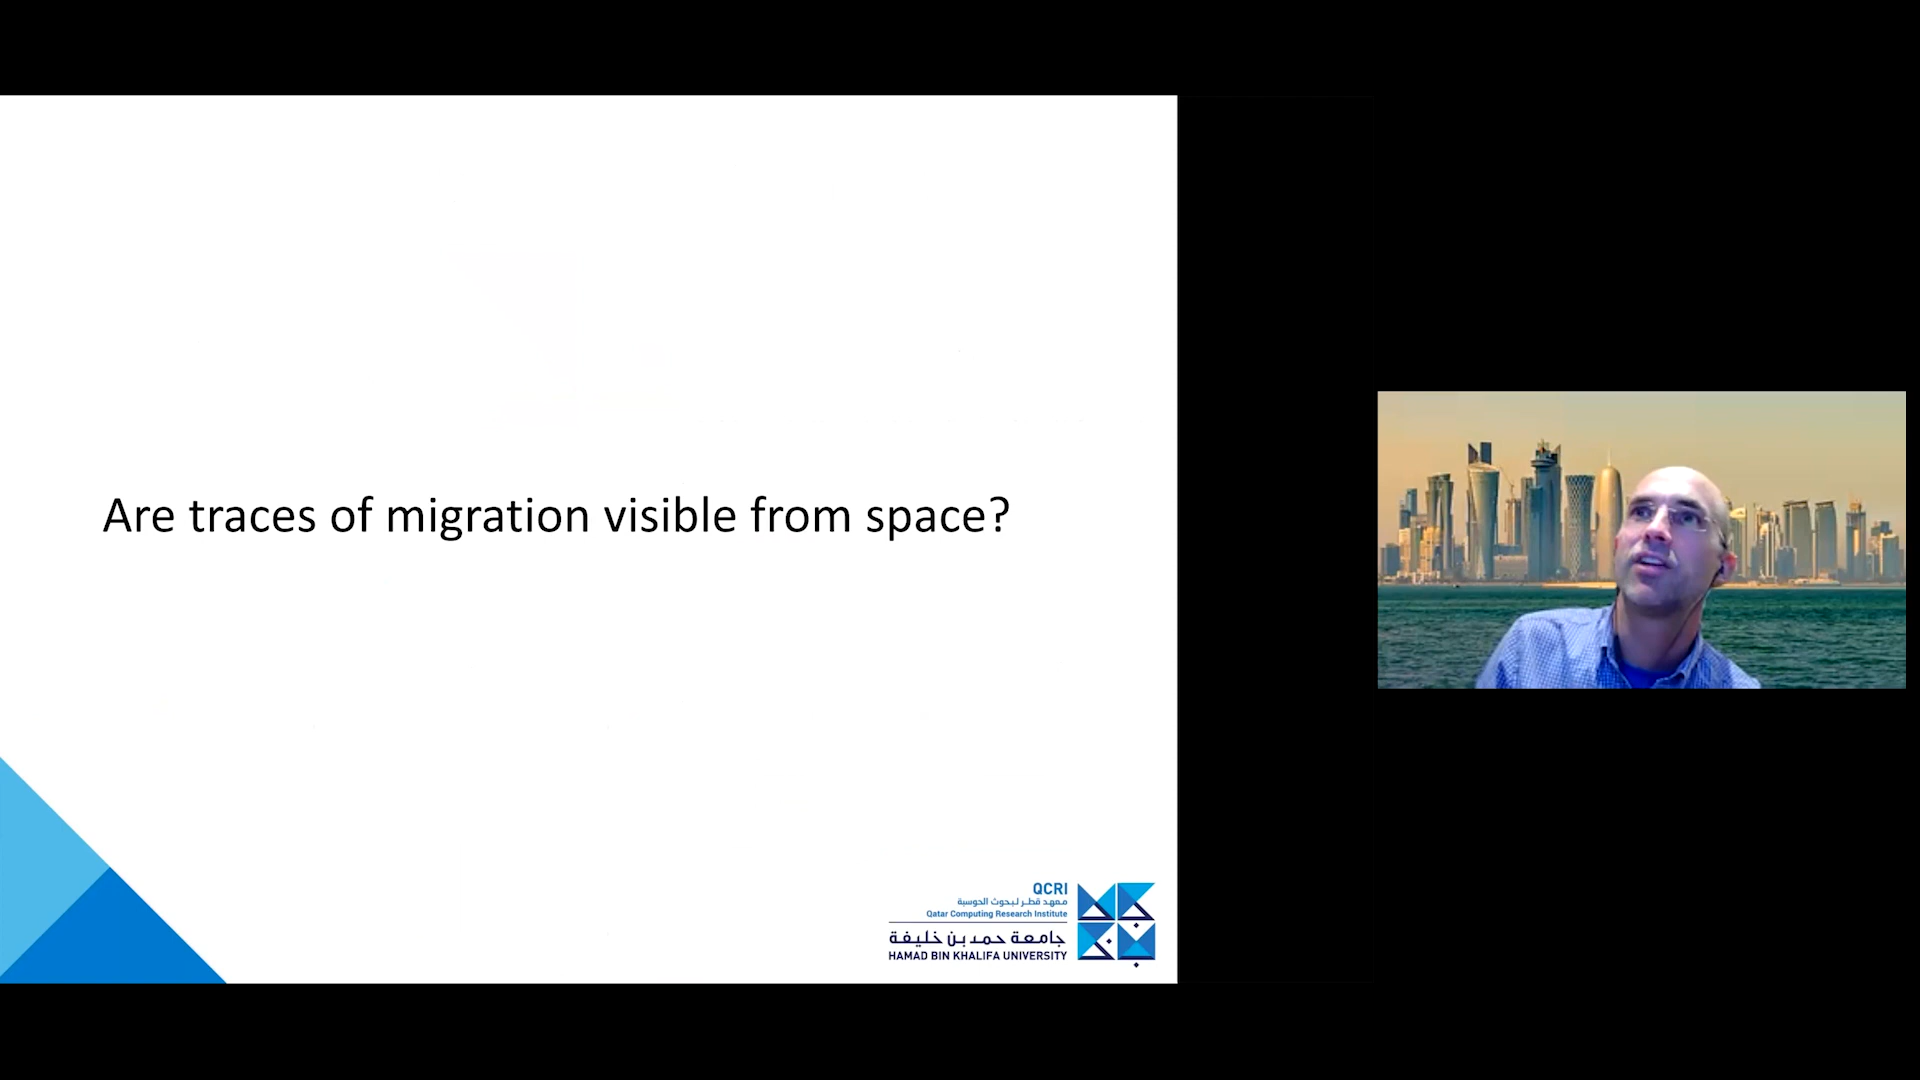 Are traces of migration visible from space?
QCRI
معهد قطر لبحوث الحوسبة
Qatar Computing Research Institute
جامعة حمد بن خليفة
HAMAD BIN KHALIFA UNIVERSITY